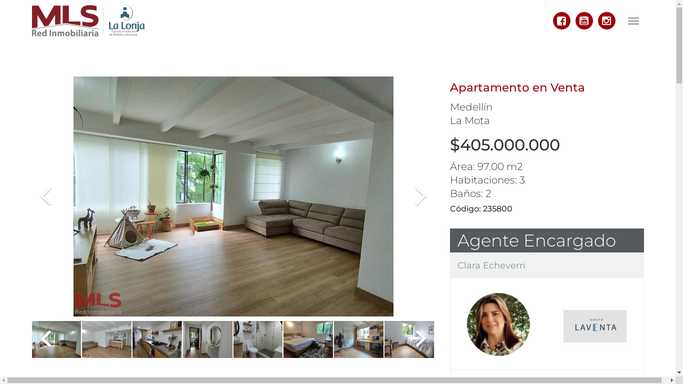 MLS
Red Inmobiliaria
La Lonja
Apartamento en Venta
Medellín
La Mota
$405.000.000
Área: 97,00 m2
Habitaciones: 3
Baños: 2
Código: 235800
Agente Encargado
Clara Echeverri
MLS
Red Inmobiliaria
LAVENTA